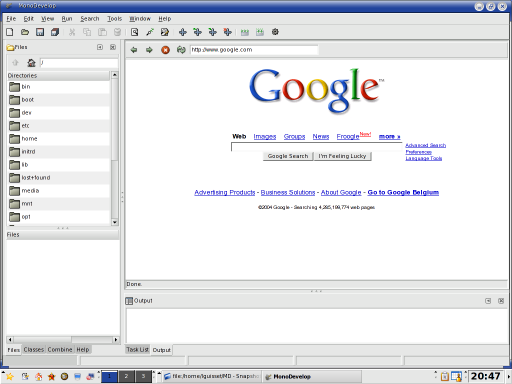 MonoDevelop
File Edit View Run Search Tools Window Help
Files
/
http://www.google.com
Directories
bin
boot
dev
etc
home
initrd
lib
lost+found
media
mnt
opt
Files
Google™
Web Images Groups News Froogle New! more »
Google Search I'm Feeling Lucky
Advanced Search
Preferences
Language Tools
Advertising Products - Business Solutions - About Google - Go to Google Belgium
©2004 Google - Searching 4,285,199,774 web pages
Done.
Output
Files Classes Combine Help
Task List Output
1 2 3
file:/home/lguisset/MD - Snapsh
MonoDevelop
20:47